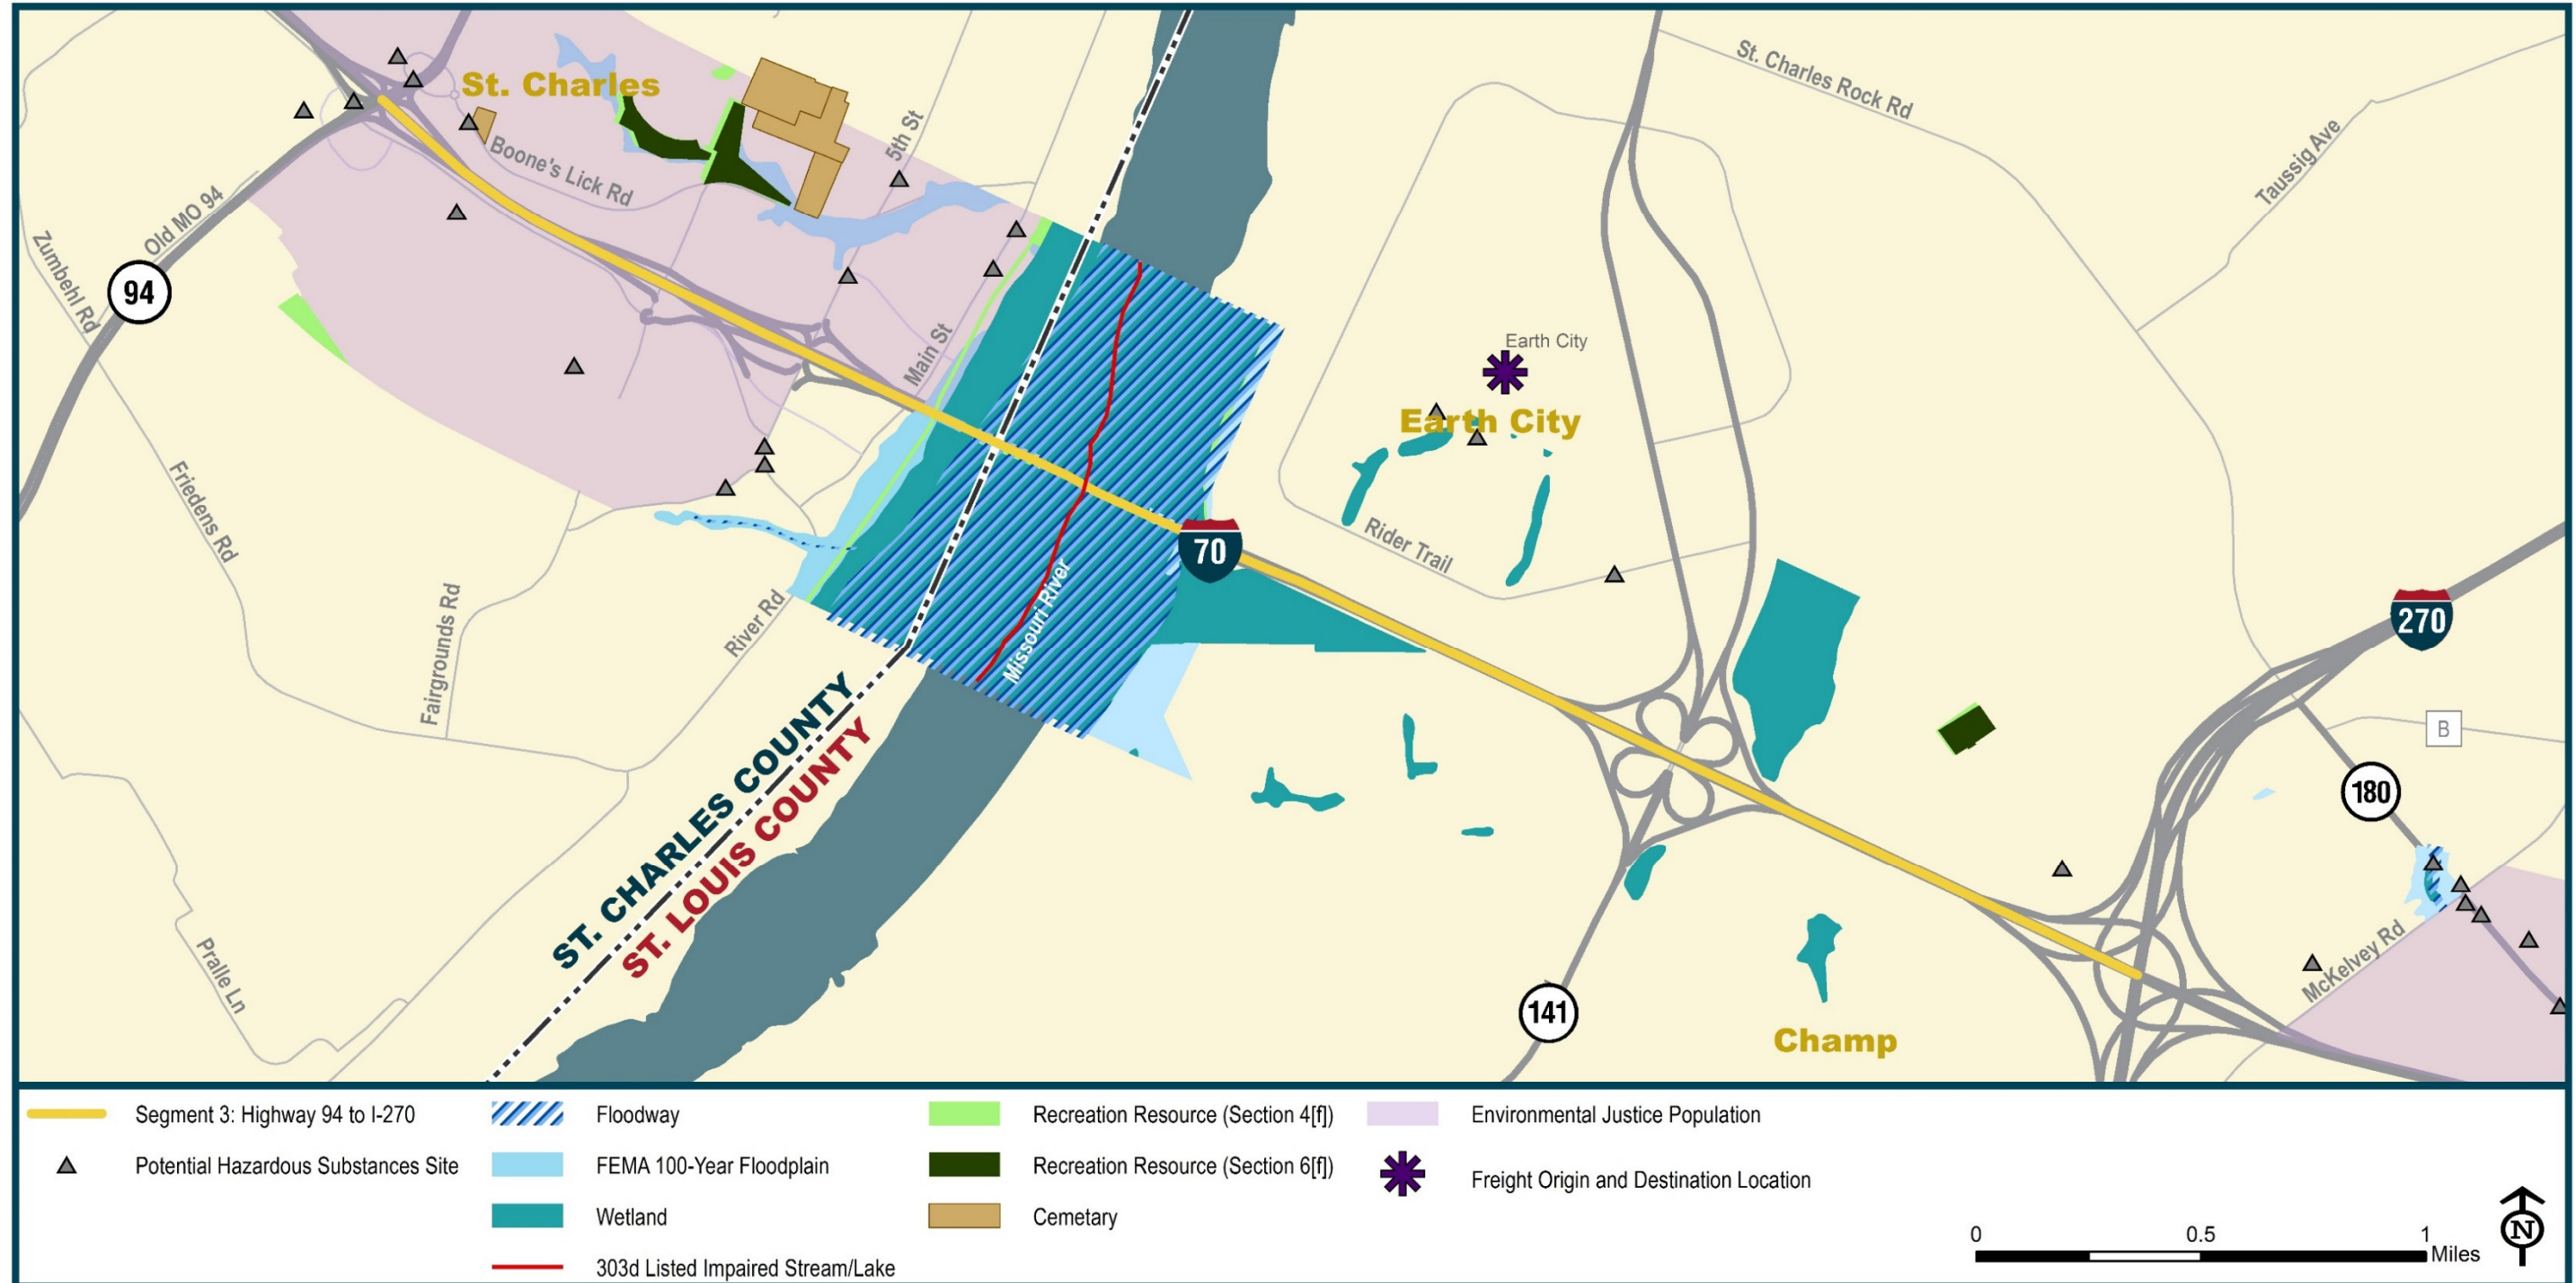 St. Charles Rock Rd
St. Charles
5th St
Taussig Ave
Boone's Lick Rd
Old MO 94
Zumbehl Rd
94
Main St
Earth City
Earth City
Friedens Rd
Rider Trail
70
270
Fairgrounds Rd
River Rd
Missouri River
B
180
ST. CHARLES COUNTY
ST. LOUIS COUNTY
Pralle Ln
McKelvey Rd
141
Champ
Segment 3: Highway 94 to I-270
Potential Hazardous Substances Site
Floodway
FEMA 100-Year Floodplain
Wetland
303d Listed Impaired Stream/Lake
Recreation Resource (Section 4[f])
Recreation Resource (Section 6[f])
Cemetary
Environmental Justice Population
Freight Origin and Destination Location
0 0.5 1
Miles
N